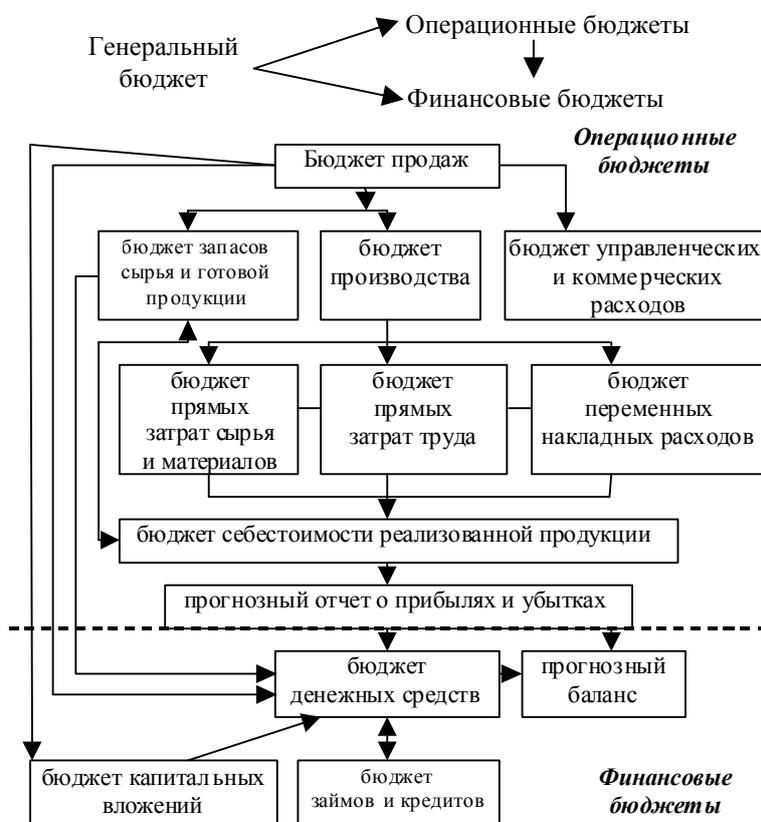 Операционные бюджеты
Генеральный
бюджет
Финансовые бюджеты
Операционные
бюджеты
Бюджет продаж
бюджет запасов
сырья и готовой
продукции
бюджет
производства
бюджет управленческих
и коммерческих
расходов
бюджет
прямых
затрат сырья
и материалов
бюджет
прямых
затрат труда
бюджет
переменных
накладных расходов
бюджет себестоимости реализованной продукции
прогнозный отчет о прибылях и убытках
бюджет
денежных средств
прогнозный
баланс
бюджет капитальных
вложений
бюджет
займов и кредитов
Финансовые
бюджеты